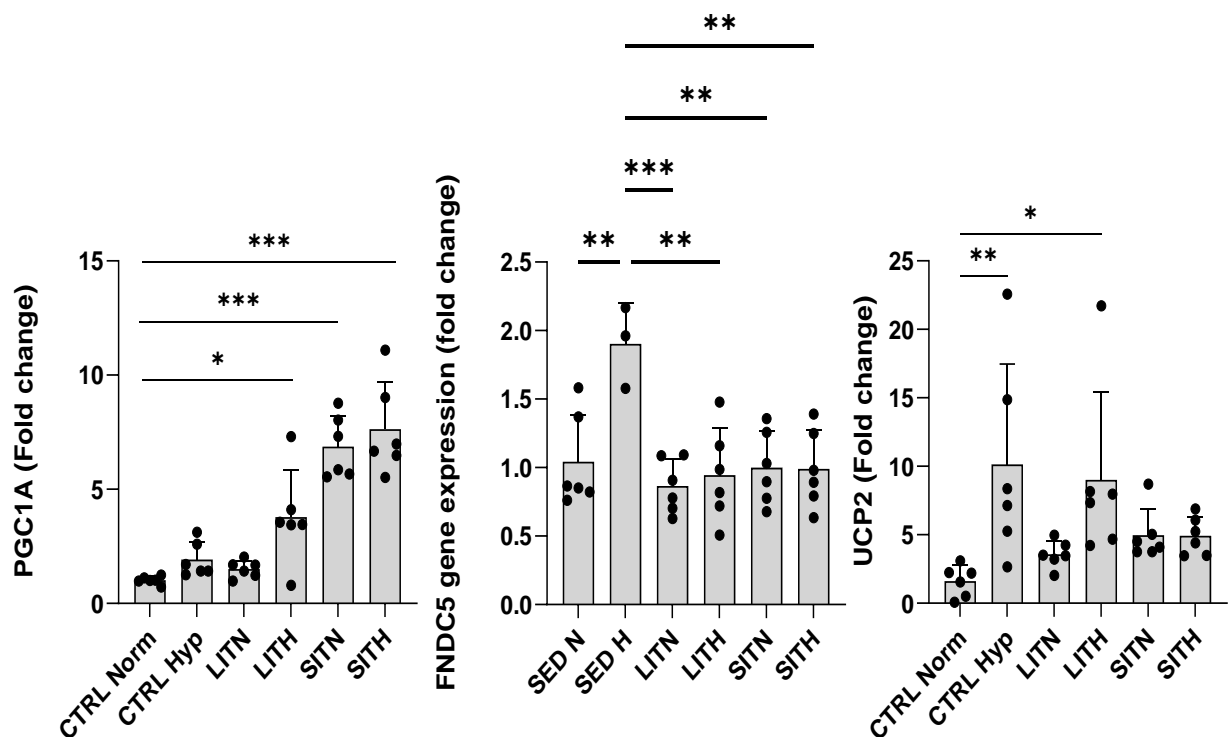 PGC1A (Fold change)
15
10
5
0
***
***
*
CTRL Norm
CTRL Hyp
LITN
LITH
SITN
SITH
FNDC5 gene expression (fold change)
2.5
2.0
1.5
1.0
0.5
0.0
**
**
***
**
**
SED N
SED H
LITN
LITH
SITN
SITH
UCP2 (Fold change)
25
20
15
10
5
0
*
**
CTRL Norm
CTRL Hyp
LITN
LITH
SITN
SITH